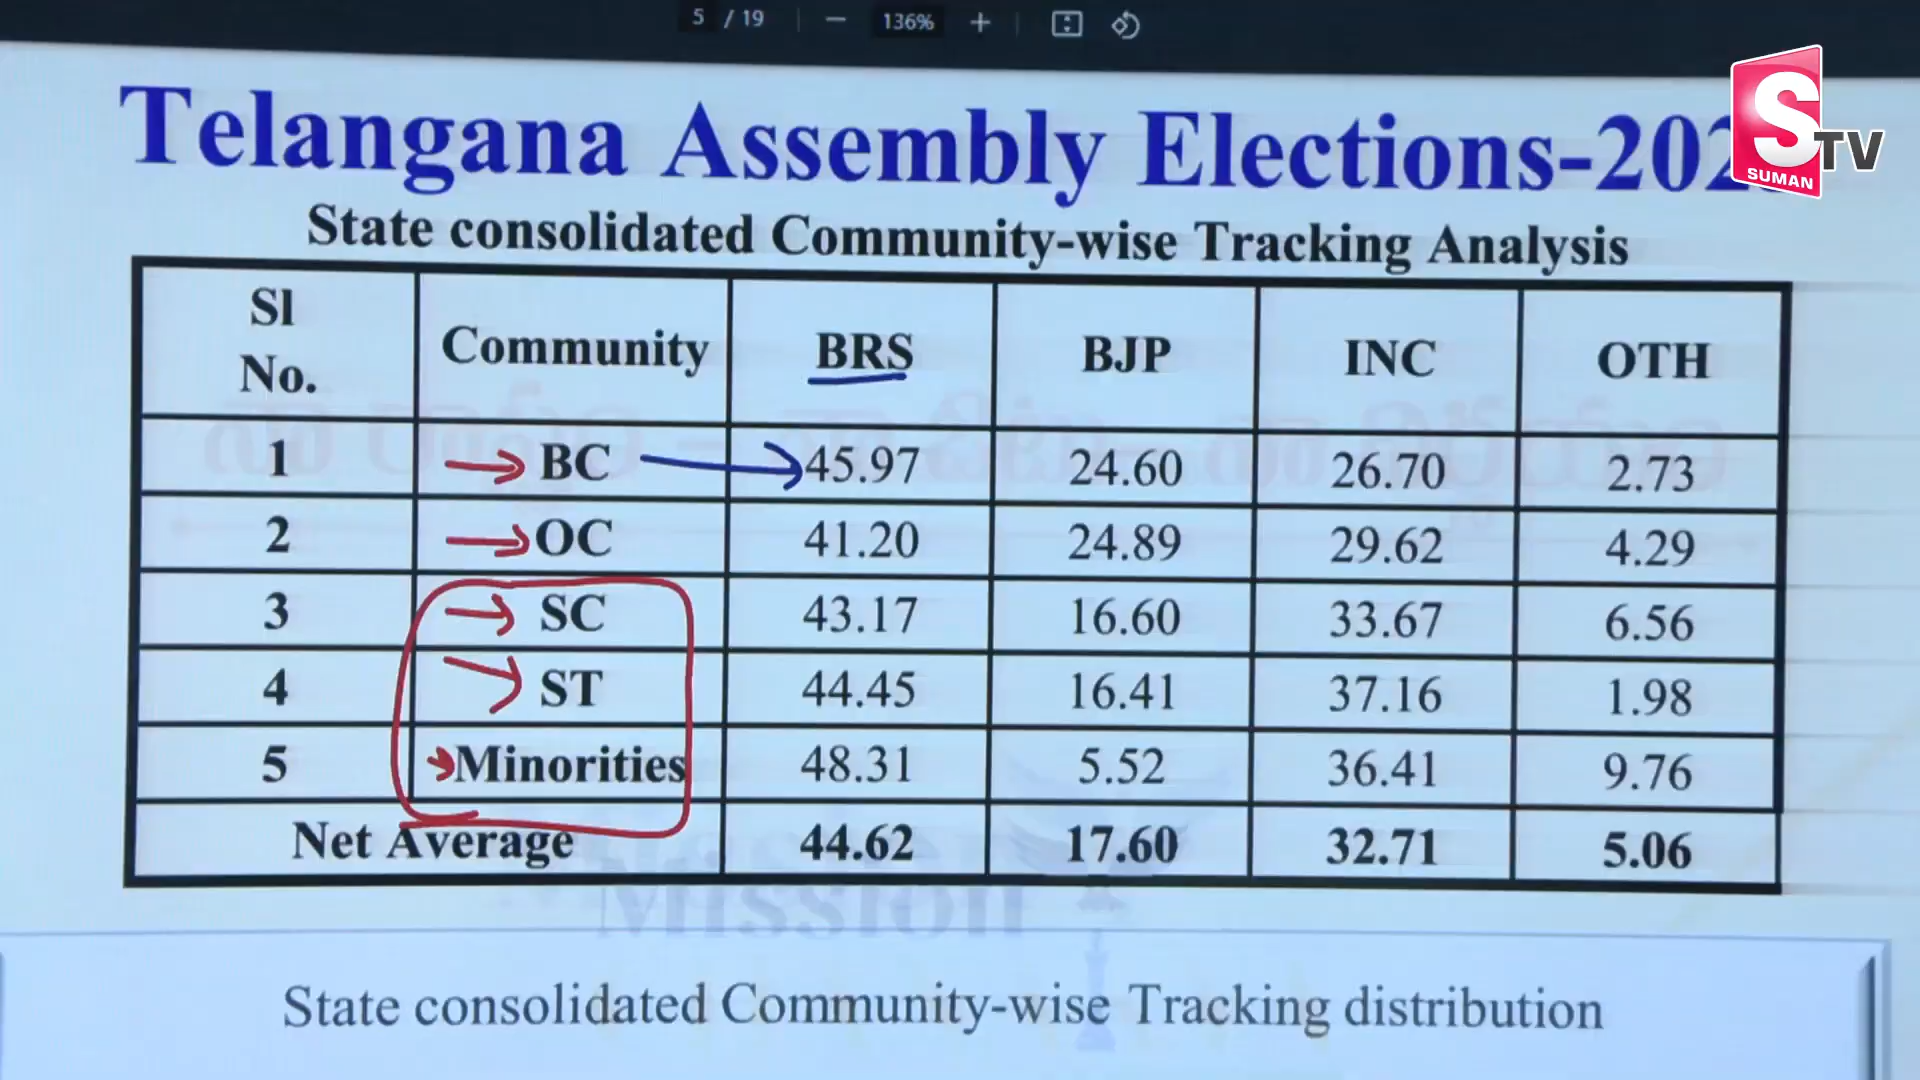 5 / 19 − 136% +
S
SUMAN TV
Telangana Assembly Elections-202
State consolidated Community-wise Tracking Analysis
Sl No. Community BRS BJP INC OTH
1 BC 45.97 24.60 26.70 2.73
2 OC 41.20 24.89 29.62 4.29
3 SC 43.17 16.60 33.67 6.56
4 ST 44.45 16.41 37.16 1.98
5 Minorities 48.31 5.52 36.41 9.76
Net Average 44.62 17.60 32.71 5.06
Mission
State consolidated Community-wise Tracking distribution